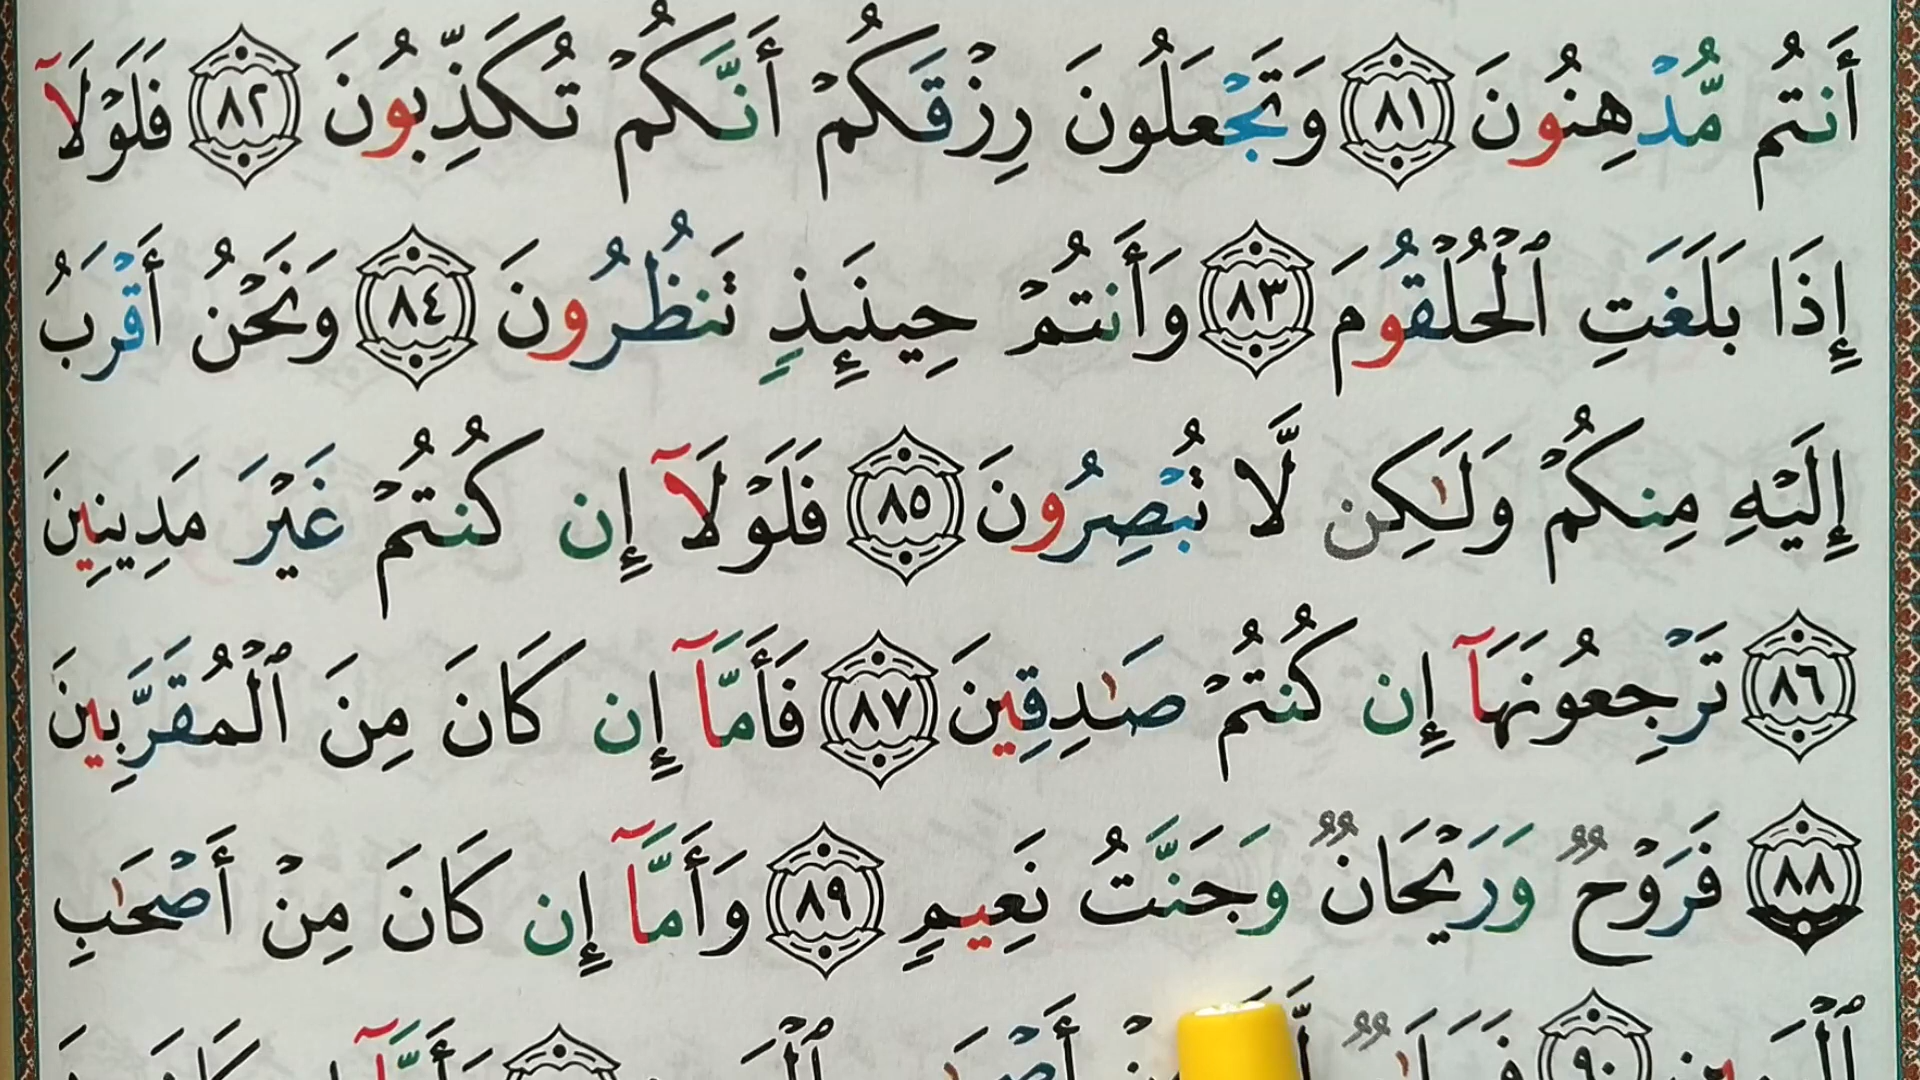 أَنتُم مُّدْهِنُونَ ٨١ وَتَجْعَلُونَ رِزْقَكُمْ أَنَّكُمْ تُكَذِّبُونَ ٨٢ فَلَوْلَآ
إِذَا بَلَغَتِ ٱلْحُلْقُومَ ٨٣ وَأَنتُمْ حِينَئِذٍ تَنظُرُونَ ٨٤ وَنَحْنُ أَقْرَبُ
إِلَيْهِ مِنكُمْ وَلَٰكِن لَّا تُبْصِرُونَ ٨٥ فَلَوْلَآ إِن كُنتُمْ غَيْرَ مَدِينِينَ
٨٦ تَرْجِعُونَهَآ إِن كُنتُمْ صَٰدِقِينَ ٨٧ فَأَمَّآ إِن كَانَ مِنَ ٱلْمُقَرَّبِينَ
٨٨ فَرَوْحٌ وَرَيْحَانٌ وَجَنَّتُ نَعِيمٍ ٨٩ وَأَمَّآ إِن كَانَ مِنْ أَصْحَٰبِ
٩٠